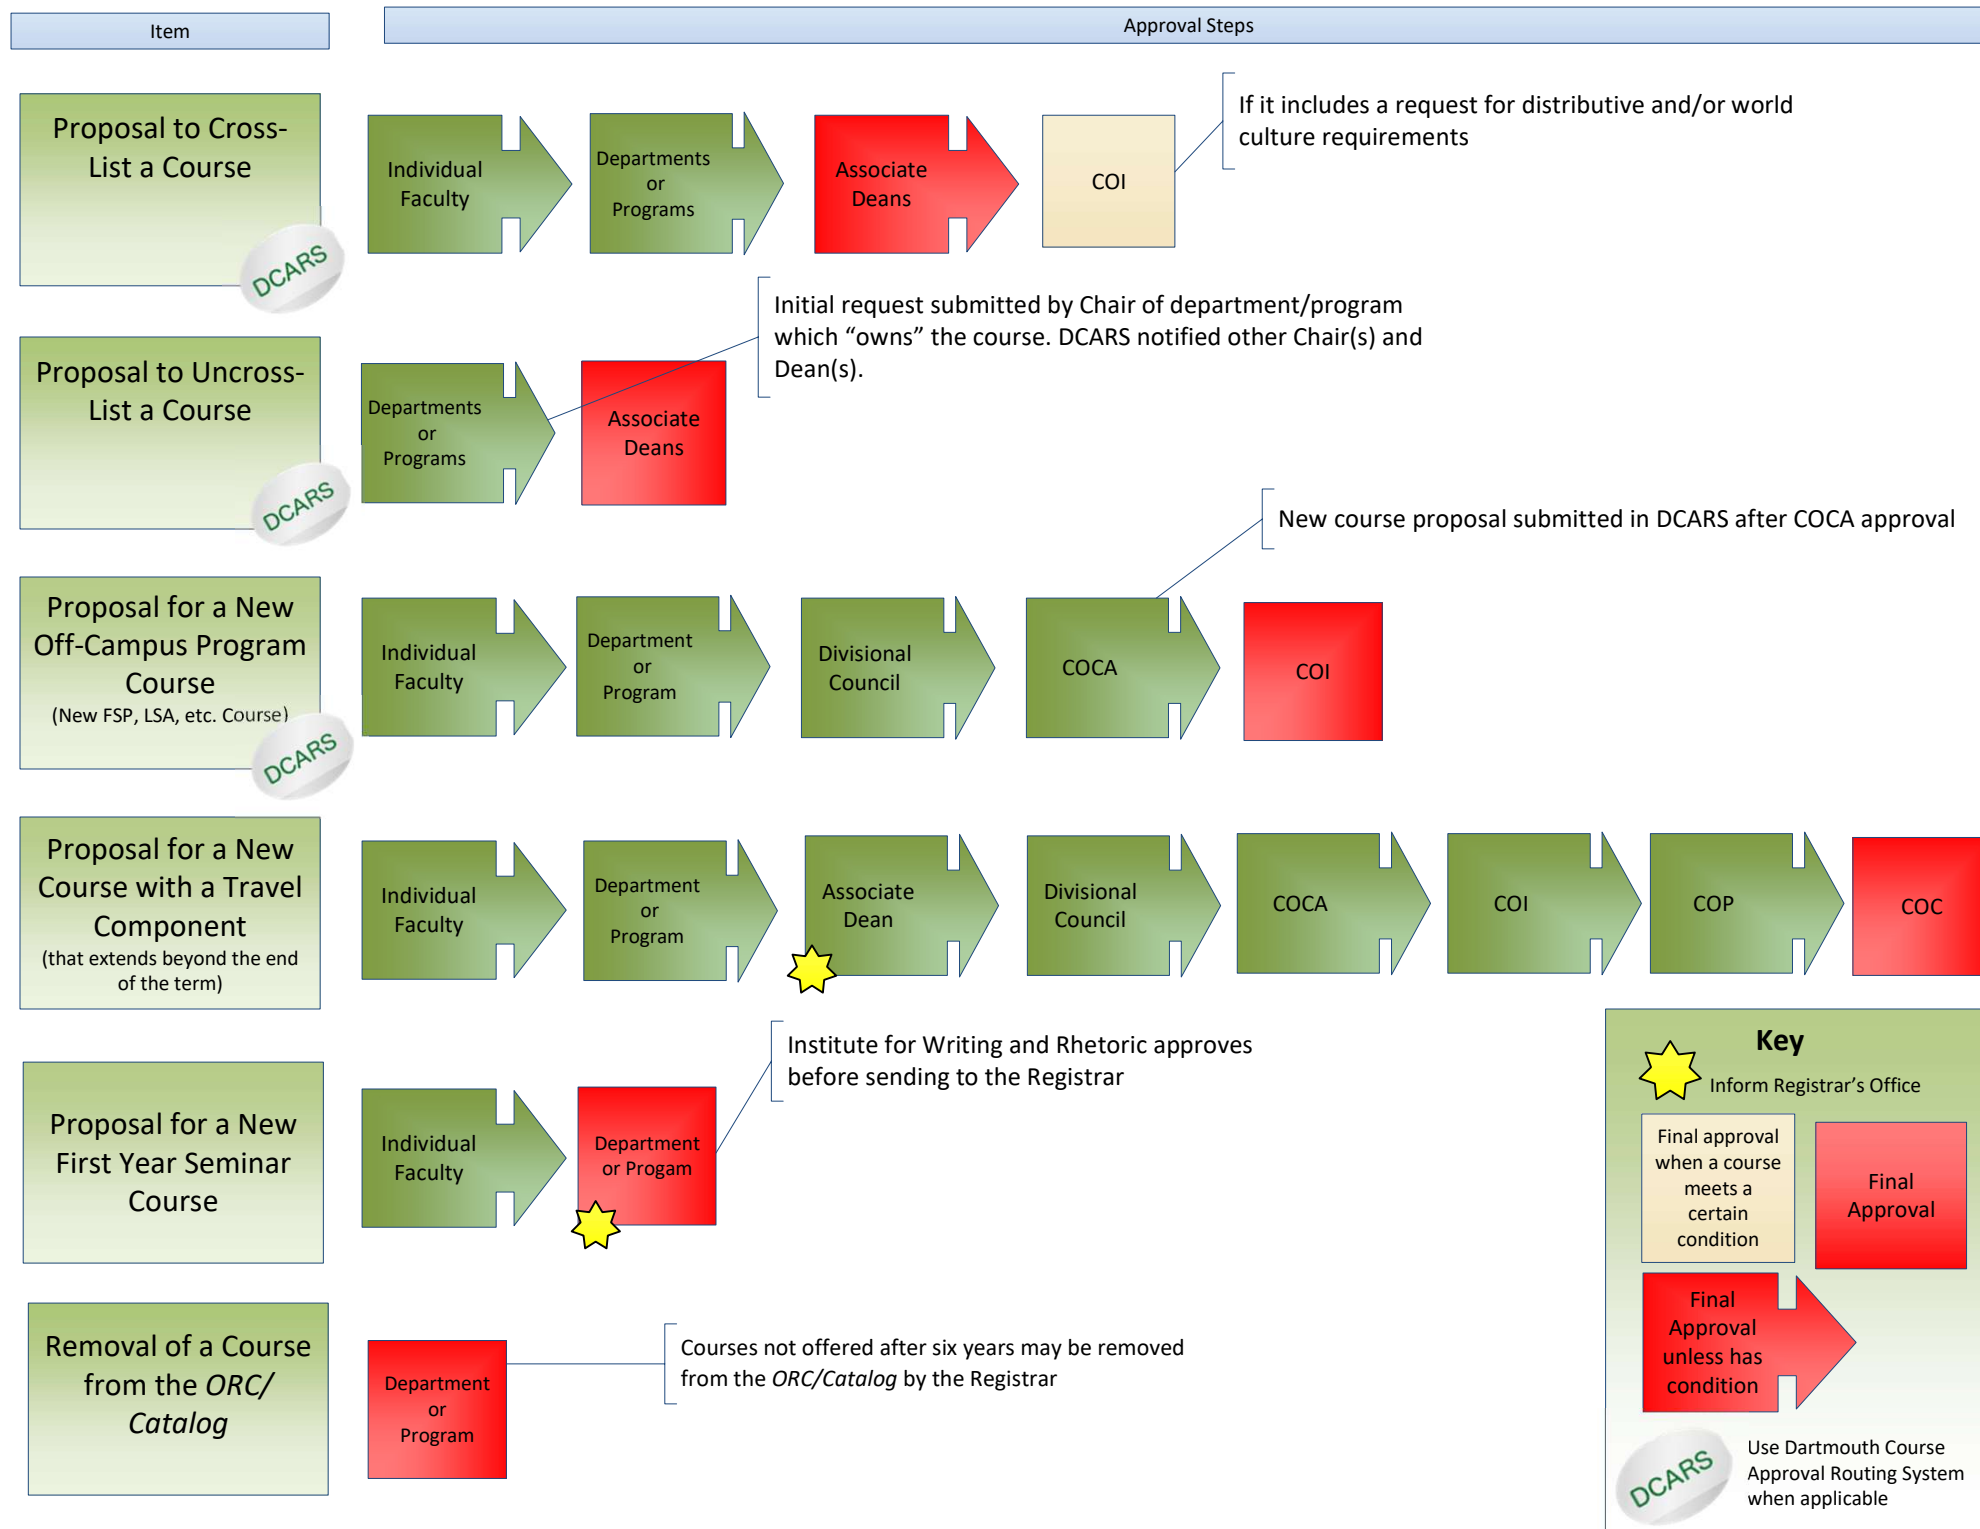 Item
Approval Steps
Proposal to Cross-
List a Course
DCARS
Individual
Faculty
Departments
or
Programs
Associate
Deans
COI
If it includes a request for distributive and/or world
culture requirements
Proposal to Uncross-
List a Course
DCARS
Departments
or
Programs
Associate
Deans
Initial request submitted by Chair of department/program
which “owns” the course. DCARS notified other Chair(s) and
Dean(s).
Proposal for a New
Off-Campus Program
Course
(New FSP, LSA, etc. Course)
DCARS
Individual
Faculty
Department
or
Program
Divisional
Council
COCA
COI
New course proposal submitted in DCARS after COCA approval
Proposal for a New
Course with a Travel
Component
(that extends beyond the end
of the term)
Individual
Faculty
Department
or
Program
Associate
Dean
Divisional
Council
COCA
COI
COP
COC
Proposal for a New
First Year Seminar
Course
Individual
Faculty
Department
or Progam
Institute for Writing and Rhetoric approves
before sending to the Registrar
Removal of a Course
from the ORC/
Catalog
Department
or
Program
Courses not offered after six years may be removed
from the ORC/Catalog by the Registrar
Key
Inform Registrar’s Office
Final approval
when a course
meets a
certain
condition
Final
Approval
Final
Approval
unless has
condition
DCARS
Use Dartmouth Course
Approval Routing System
when applicable